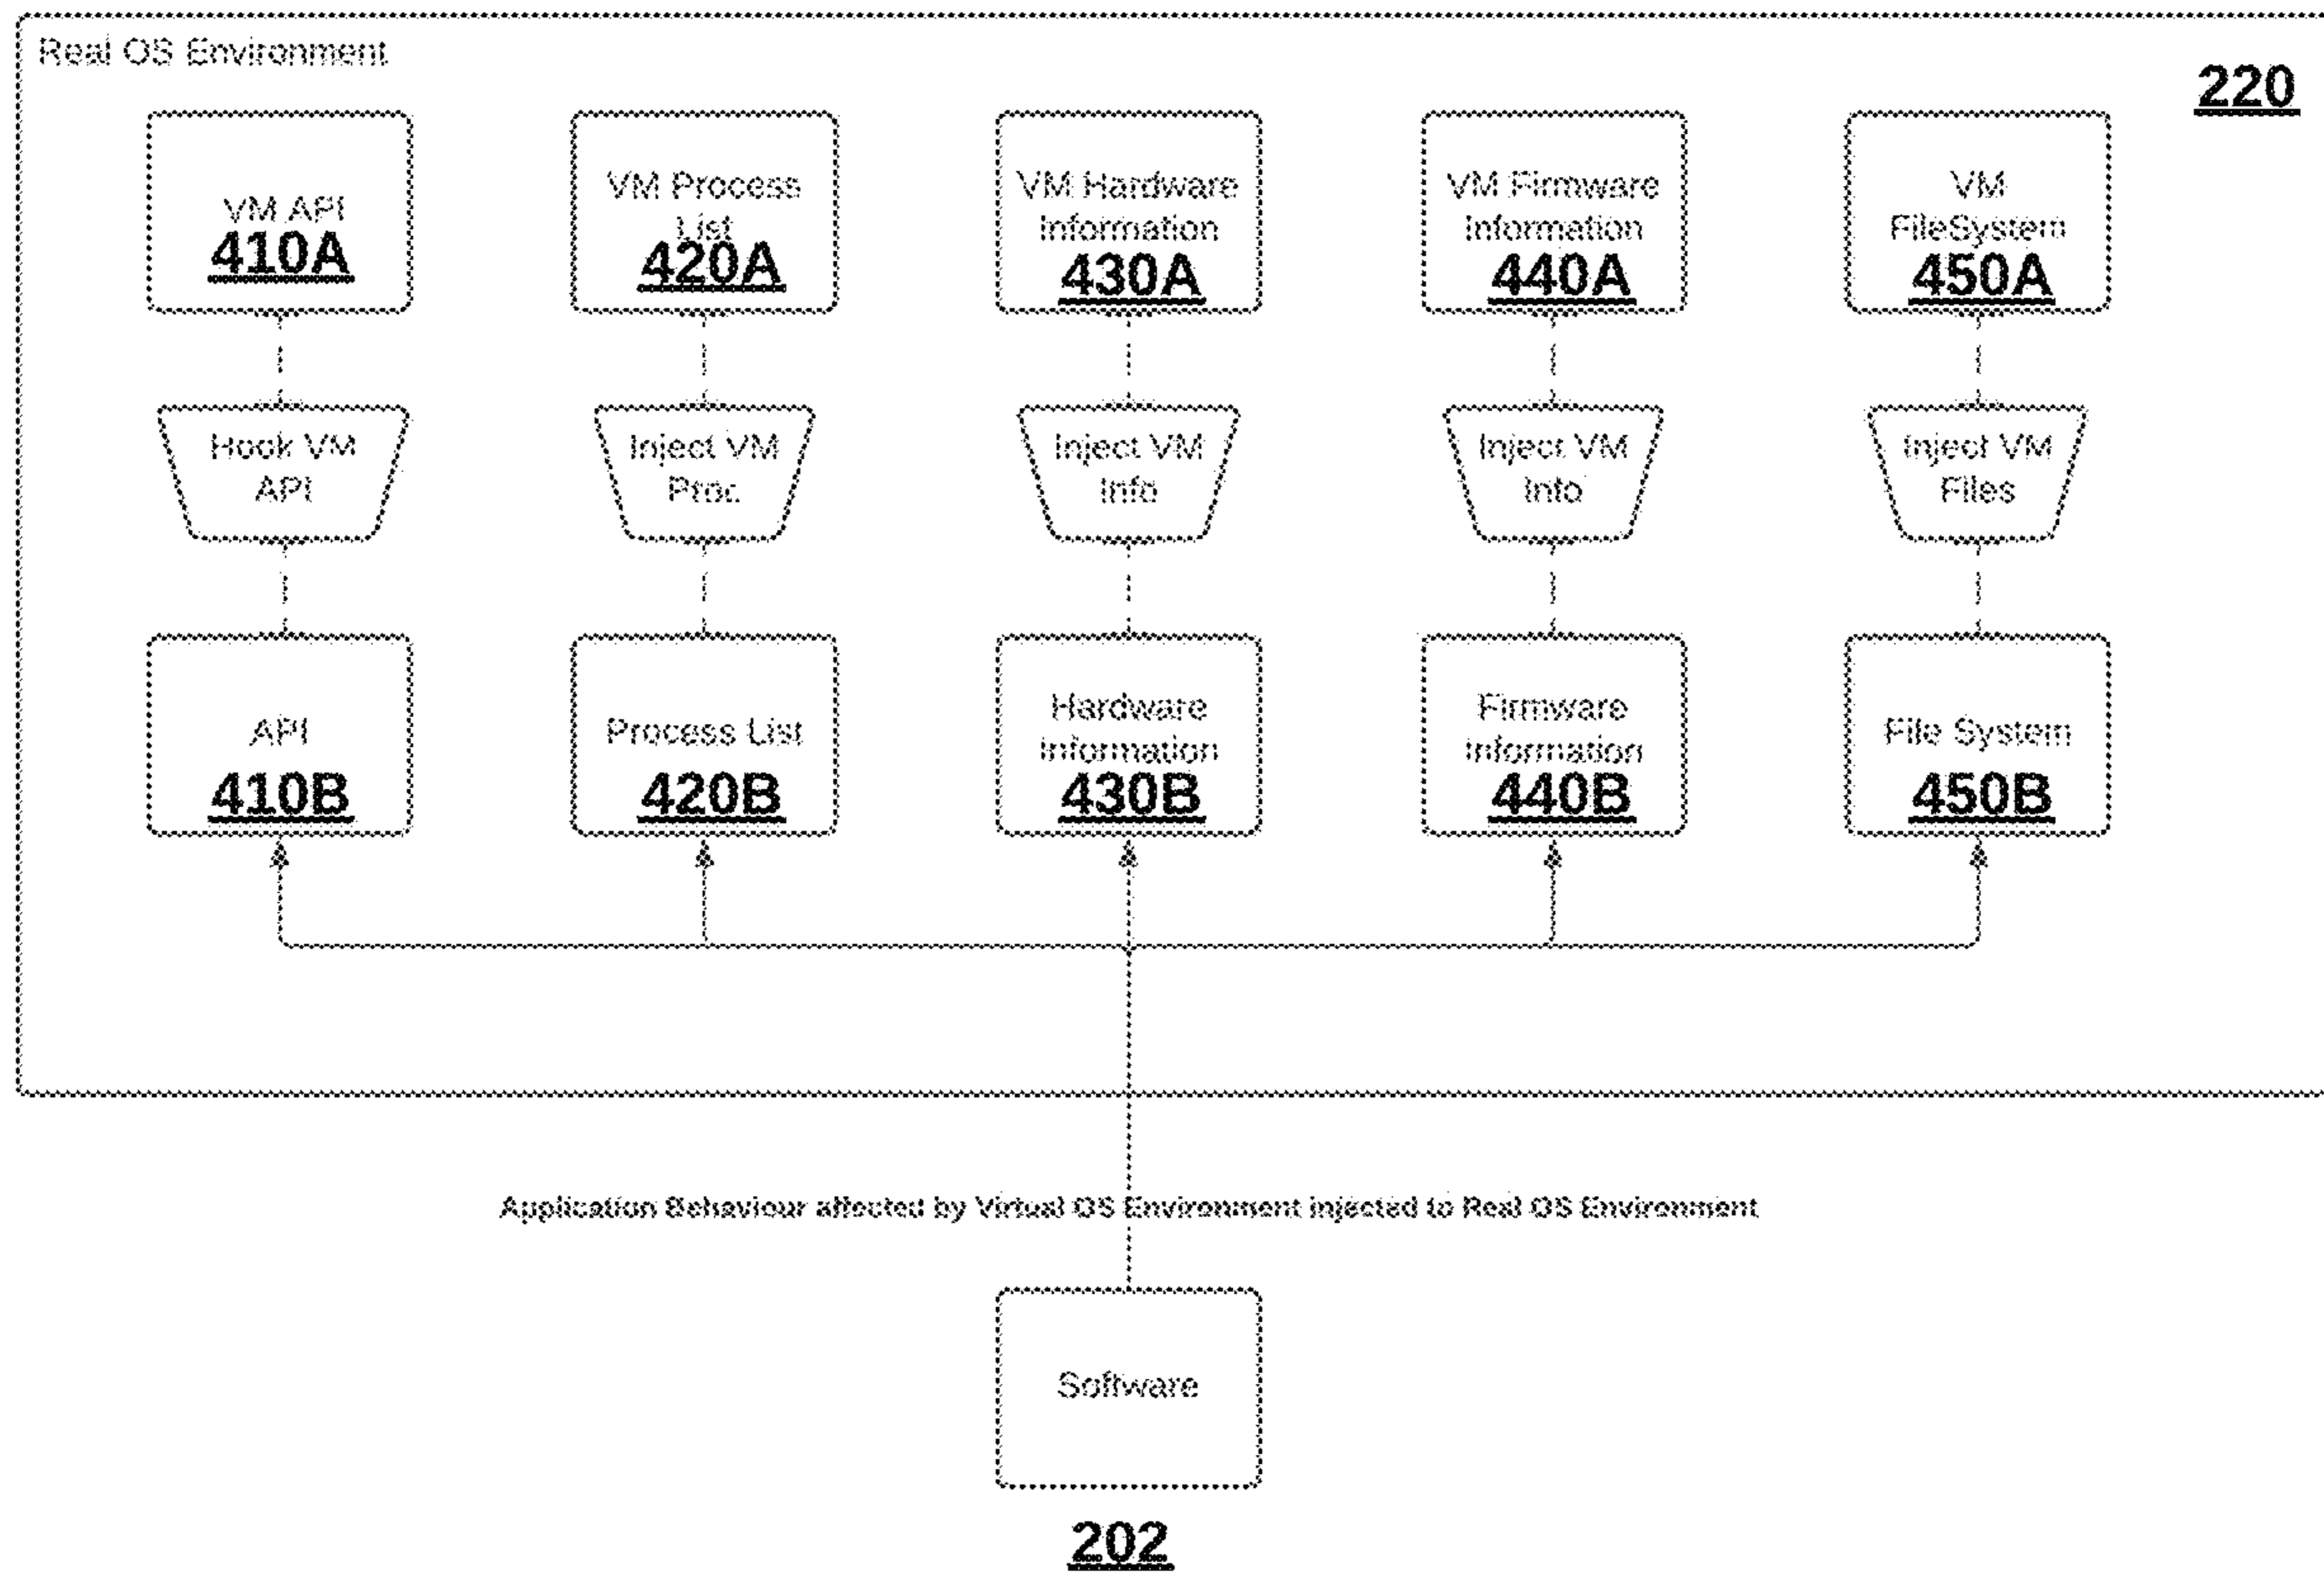 Real OS Environment
220
VM API
410A
VM Process
List
420A
VM Hardware
Information
430A
VM Firmware
Information
440A
VM
FileSystem
450A
Hook VM
API
Inject VM
Proc
Inject VM
Info
Inject VM
Info
Inject VM
Files
API
410B
Process List
420B
Hardware
Information
430B
Firmware
Information
440B
File System
450B
Application Behaviour affected by Virtual OS Environment injected to Real OS Environment
Software
202